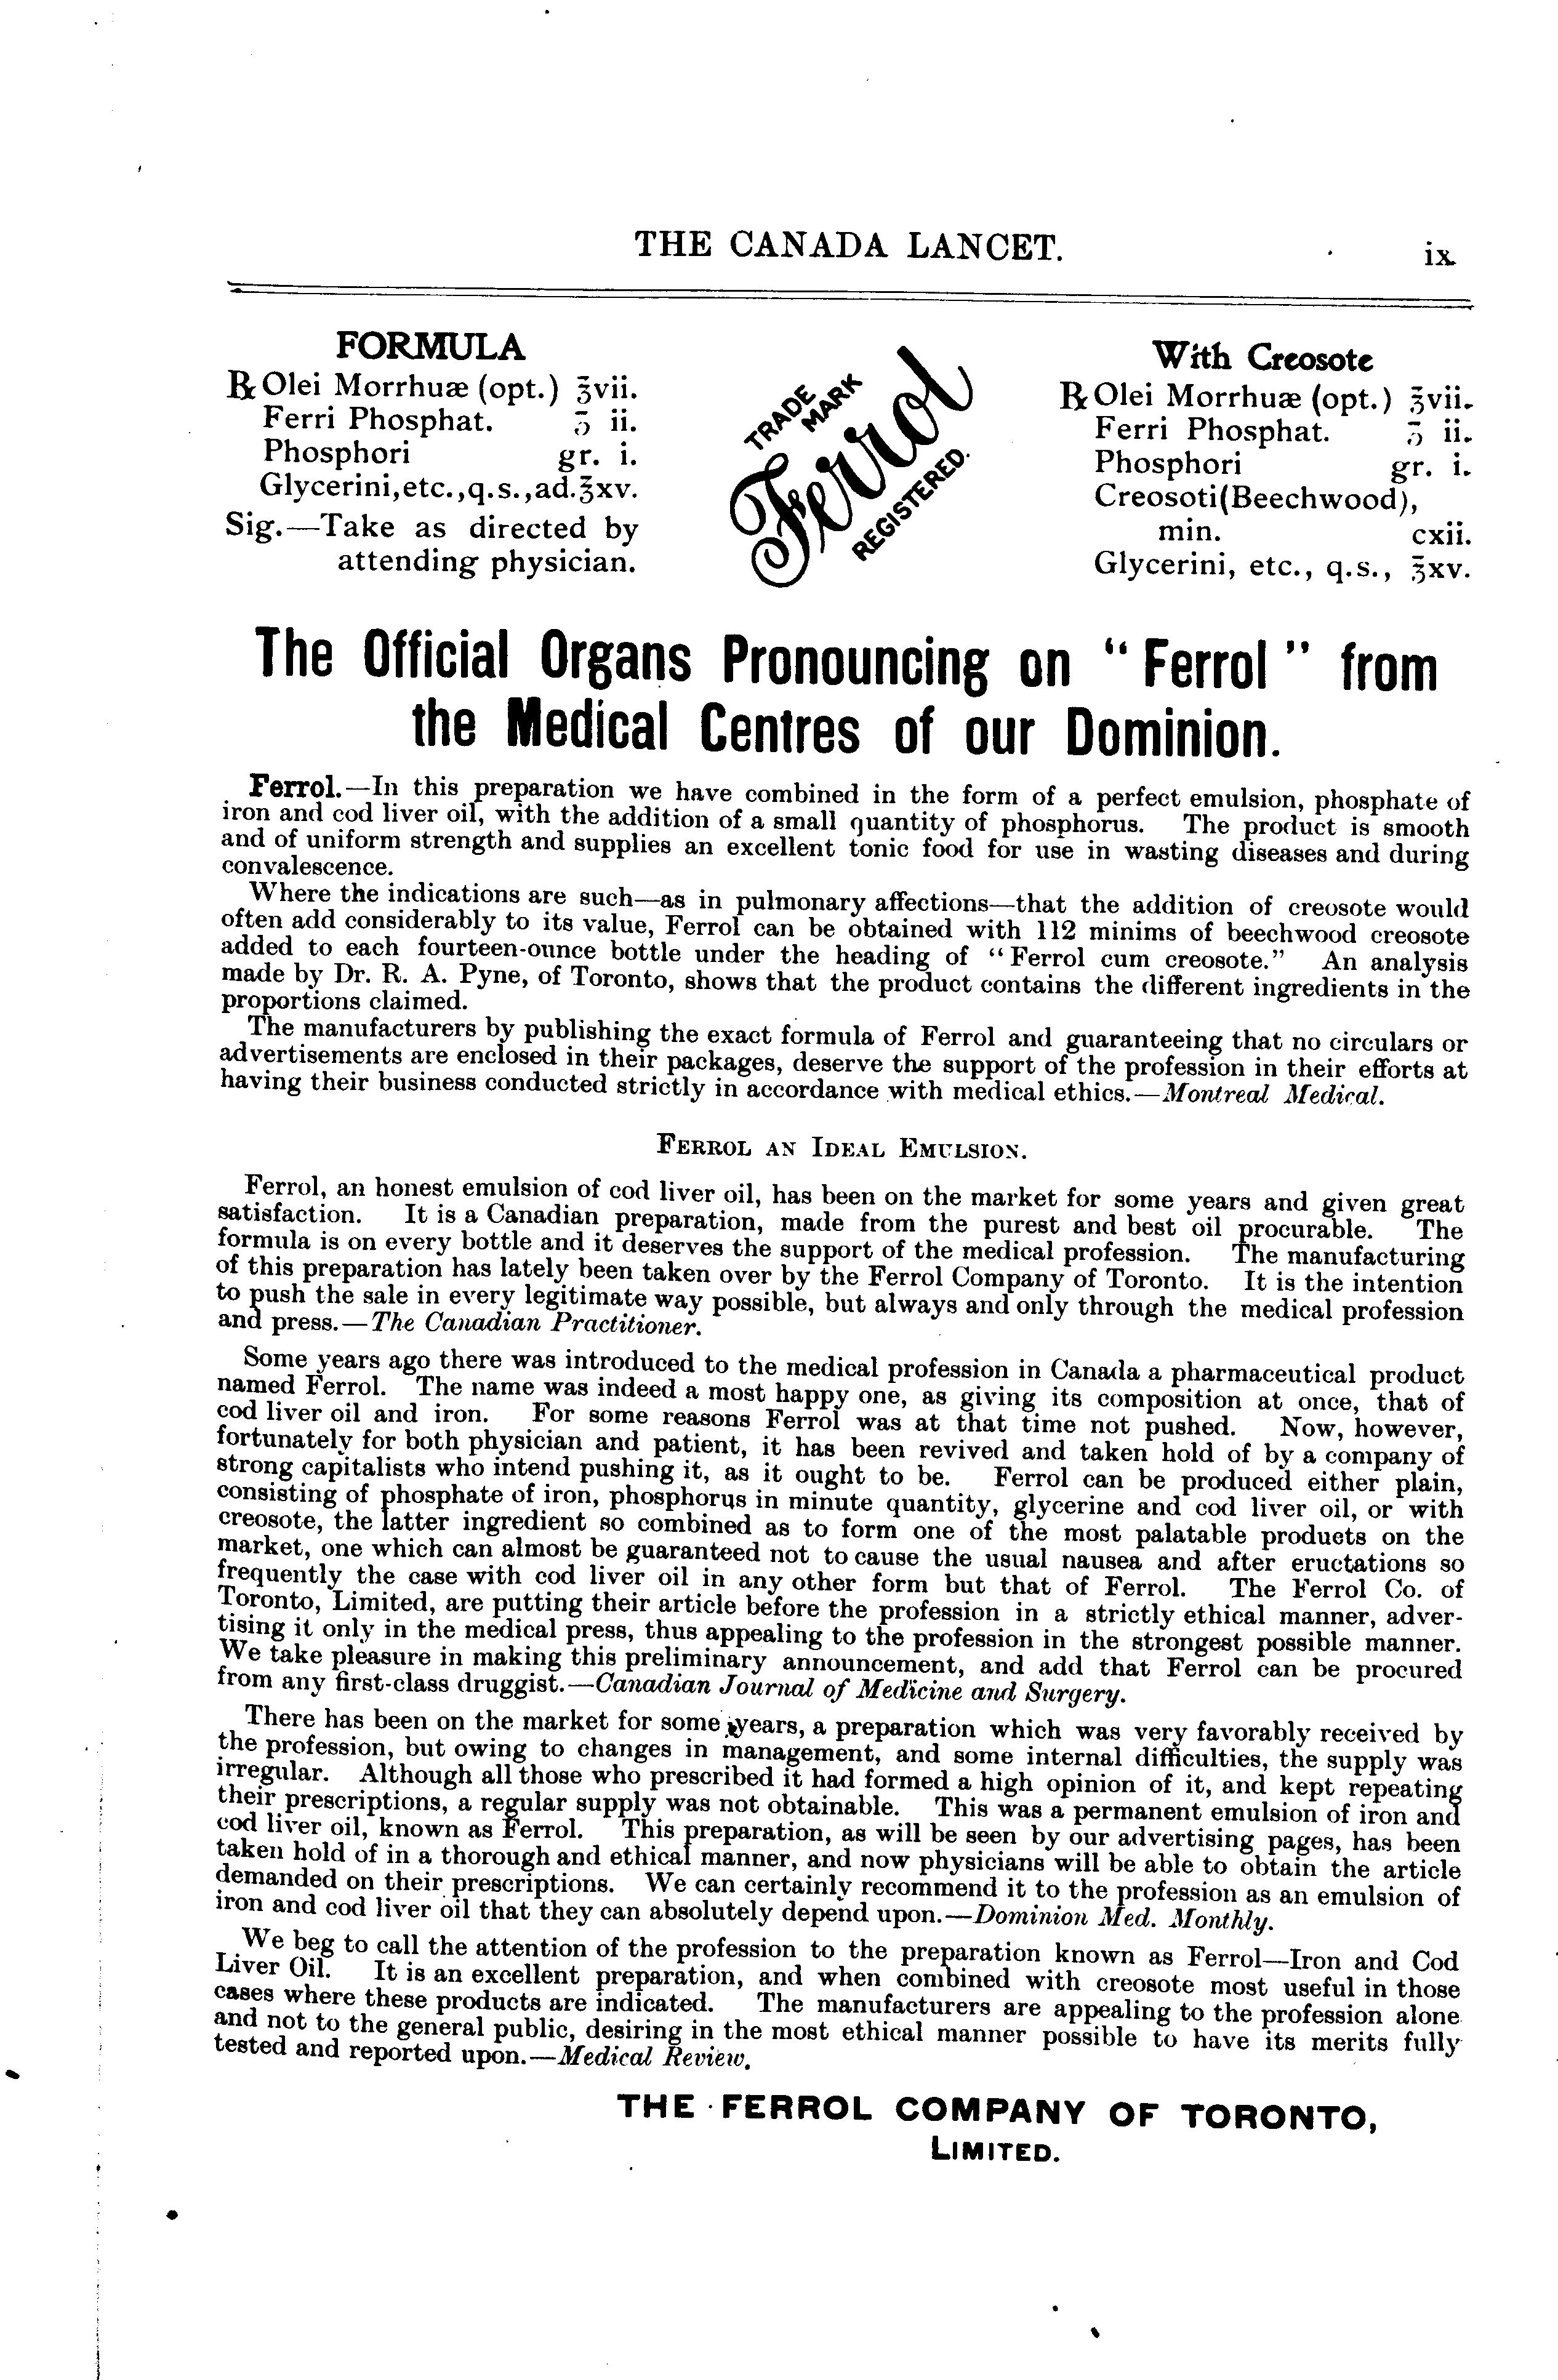 THE CANADA LANCET.
ix
FORMULA
℞ Olei Morrhuæ (opt.) ℥vii.
Ferri Phosphat. ʒ ii.
Phosphori gr. i.
Glycerini, etc., q.s., ad. ℥xv.
Sig.—Take as directed by
attending physician.
TRADE MARK
Ferrol
REGISTERED.
With Creosote
℞ Olei Morrhuæ (opt.) ℥vii.
Ferri Phosphat. ʒ ii.
Phosphori gr. i.
Creosoti (Beechwood),
min. cxii.
Glycerini, etc., q.s., ℥xv.
The Official Organs Pronouncing on "Ferrol" from
the Medical Centres of our Dominion.
Ferrol.—In this preparation we have combined in the form of a perfect emulsion, phosphate of
iron and cod liver oil, with the addition of a small quantity of phosphorus. The product is smooth
and of uniform strength and supplies an excellent tonic food for use in wasting diseases and during
convalescence.
Where the indications are such—as in pulmonary affections—that the addition of creosote would
often add considerably to its value, Ferrol can be obtained with 112 minims of beechwood creosote
added to each fourteen-ounce bottle under the heading of "Ferrol cum creosote." An analysis
made by Dr. R. A. Pyne, of Toronto, shows that the product contains the different ingredients in the
proportions claimed.
The manufacturers by publishing the exact formula of Ferrol and guaranteeing that no circulars or
advertisements are enclosed in their packages, deserve the support of the profession in their efforts at
having their business conducted strictly in accordance with medical ethics.—Montreal Medical.
FERROL AN IDEAL EMULSION.
Ferrol, an honest emulsion of cod liver oil, has been on the market for some years and given great
satisfaction. It is a Canadian preparation, made from the purest and best oil procurable. The
formula is on every bottle and it deserves the support of the medical profession. The manufacturing
of this preparation has lately been taken over by the Ferrol Company of Toronto. It is the intention
to push the sale in every legitimate way possible, but always and only through the medical profession
and press.—The Canadian Practitioner.
Some years ago there was introduced to the medical profession in Canada a pharmaceutical product
named Ferrol. The name was indeed a most happy one, as giving its composition at once, that of
cod liver oil and iron. For some reasons Ferrol was at that time not pushed. Now, however,
fortunately for both physician and patient, it has been revived and taken hold of by a company of
strong capitalists who intend pushing it, as it ought to be. Ferrol can be produced either plain,
consisting of phosphate of iron, phosphorus in minute quantity, glycerine and cod liver oil, or with
creosote, the latter ingredient so combined as to form one of the most palatable products on the
market, one which can almost be guaranteed not to cause the usual nausea and after eructations so
frequently the case with cod liver oil in any other form but that of Ferrol. The Ferrol Co. of
Toronto, Limited, are putting their article before the profession in a strictly ethical manner, adver-
tising it only in the medical press, thus appealing to the profession in the strongest possible manner.
We take pleasure in making this preliminary announcement, and add that Ferrol can be procured
from any first-class druggist.—Canadian Journal of Medicine and Surgery.
There has been on the market for some years, a preparation which was very favorably received by
the profession, but owing to changes in management, and some internal difficulties, the supply was
irregular. Although all those who prescribed it had formed a high opinion of it, and kept repeating
their prescriptions, a regular supply was not obtainable. This was a permanent emulsion of iron and
cod liver oil, known as Ferrol. This preparation, as will be seen by our advertising pages, has been
taken hold of in a thorough and ethical manner, and now physicians will be able to obtain the article
demanded on their prescriptions. We can certainly recommend it to the profession as an emulsion of
iron and cod liver oil that they can absolutely depend upon.—Dominion Med. Monthly.
We beg to call the attention of the profession to the preparation known as Ferrol—Iron and Cod
Liver Oil. It is an excellent preparation, and when combined with creosote most useful in those
cases where these products are indicated. The manufacturers are appealing to the profession alone
and not to the general public, desiring in the most ethical manner possible to have its merits fully
tested and reported upon.—Medical Review.
THE FERROL COMPANY OF TORONTO,
LIMITED.